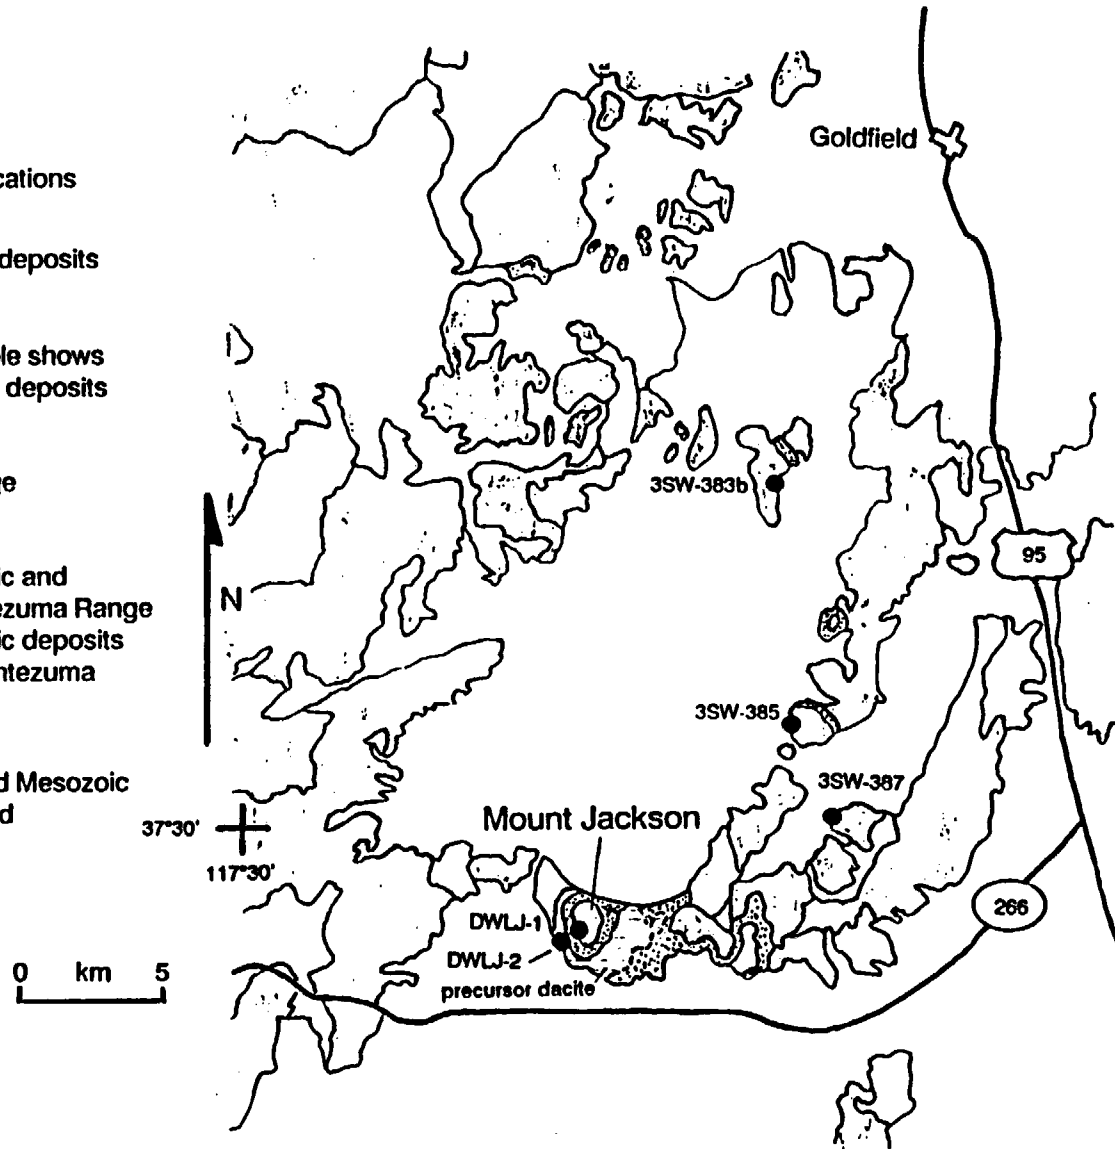 cations
deposits
le shows
deposits
ge
ic and
ezuma Range
ic deposits
ntezuma
d Mesozoic
d
Goldfield
3SW-383b
95
N
3SW-385
3SW-387
37°30'
117°30'
Mount Jackson
266
DWLJ-1
DWLJ-2
precursor dacite
0 km 5